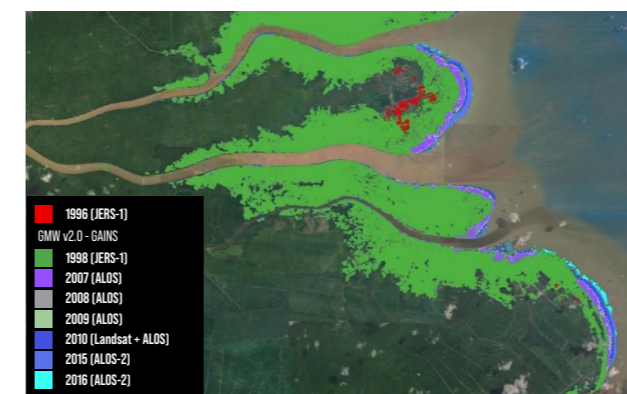 1996 (JERS-1)
GMW v2.0 - GAINS
1998 (JERS-1)
2007 (ALOS)
2008 (ALOS)
2009 (ALOS)
2010 (Landsat + ALOS)
2015 (ALOS-2)
2016 (ALOS-2)